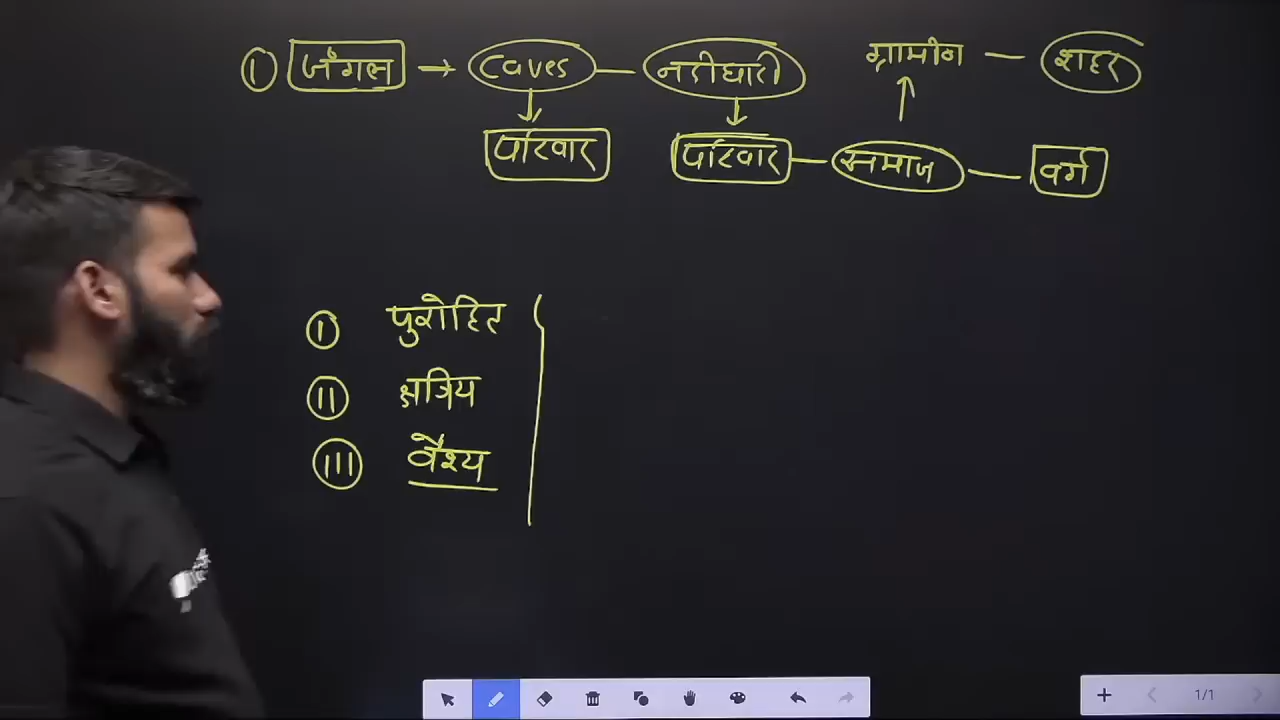 ① जंगल → Caves — नदीघाटी ग्रामीण — शहर
परिवार परिवार — समाज — वर्ग
① पुरोहित
② क्षत्रिय
③ वैश्य
1/1